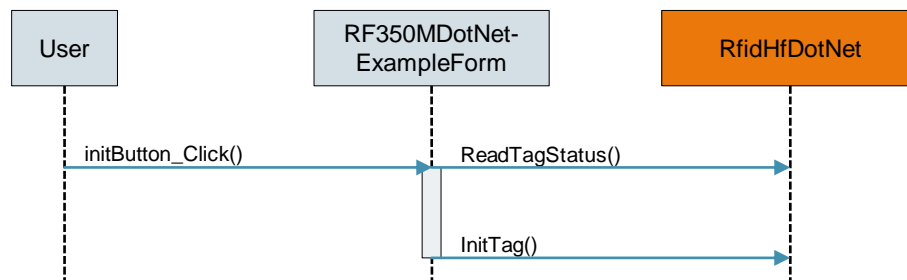 User
RF350MDotNet-
ExampleForm
RfidHfDotNet
initButton_Click()
ReadTagStatus()
InitTag()